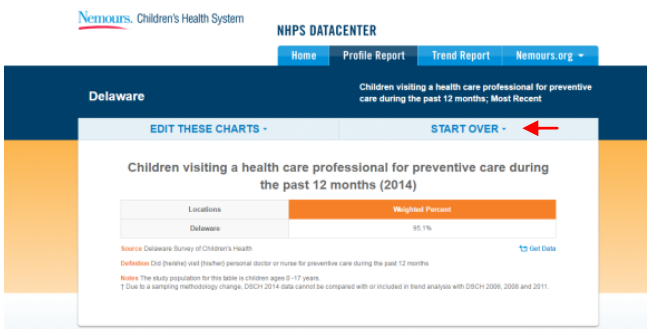 Nemours. Children's Health System
NHPS DATACENTER
Home Profile Report Trend Report Nemours.org
Delaware
Children visiting a health care professional for preventive
care during the past 12 months; Most Recent
EDIT THESE CHARTS
START OVER
Children visiting a health care professional for preventive care during
the past 12 months (2014)
Locations Weighted Percent
Delaware 95.1%
Source Delaware Survey of Children's Health
Get Data
Definition Did (he/she) visit (his/her) personal doctor or nurse for preventive care during the past 12 months
Notes The study population for this table is children ages 0 -17 years.
† Due to a sampling methodology change, DSCH 2014 data cannot be compared with or included in trend analysis with DSCH 2006, 2008 and 2011.